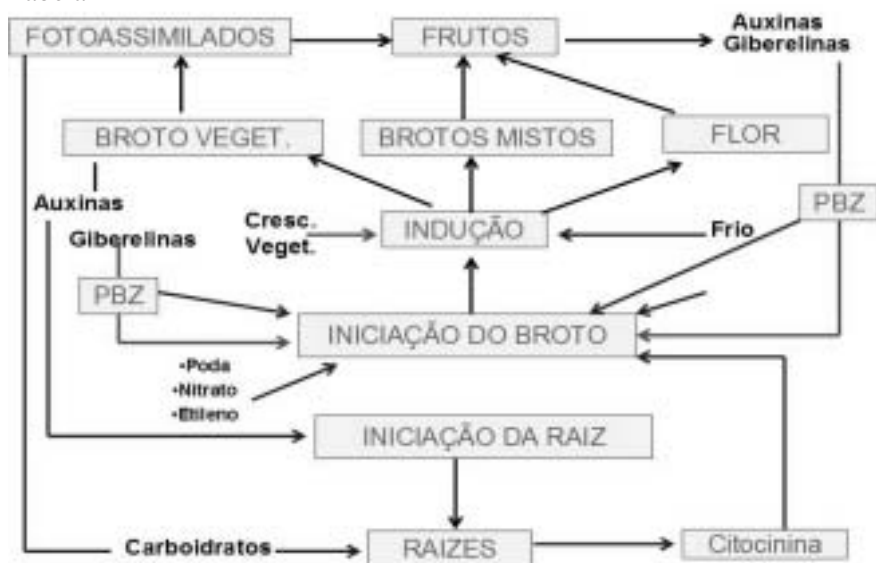 FOTOASSIMILADOS
FRUTOS
Auxinas
Giberelinas
BROTO VEGET.
BROTOS MISTOS
FLOR
Auxinas
Giberelinas
Cresc.
Veget.
INDUÇÃO
Frio
PBZ
PBZ
INICIAÇÃO DO BROTO
•Poda
•Nitrato
•Etileno
INICIAÇÃO DA RAIZ
Carboidratos
RAIZES
Citocinina